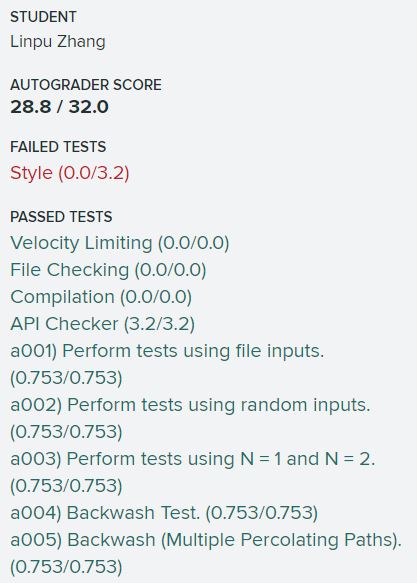 STUDENT
Linpu Zhang
AUTOGRADER SCORE
28.8 / 32.0
FAILED TESTS
Style (0.0/3.2)
PASSED TESTS
Velocity Limiting (0.0/0.0)
File Checking (0.0/0.0)
Compilation (0.0/0.0)
API Checker (3.2/3.2)
a001) Perform tests using file inputs.
(0.753/0.753)
a002) Perform tests using random inputs.
(0.753/0.753)
a003) Perform tests using N = 1 and N = 2.
(0.753/0.753)
a004) Backwash Test. (0.753/0.753)
a005) Backwash (Multiple Percolating Paths).
(0.753/0.753)